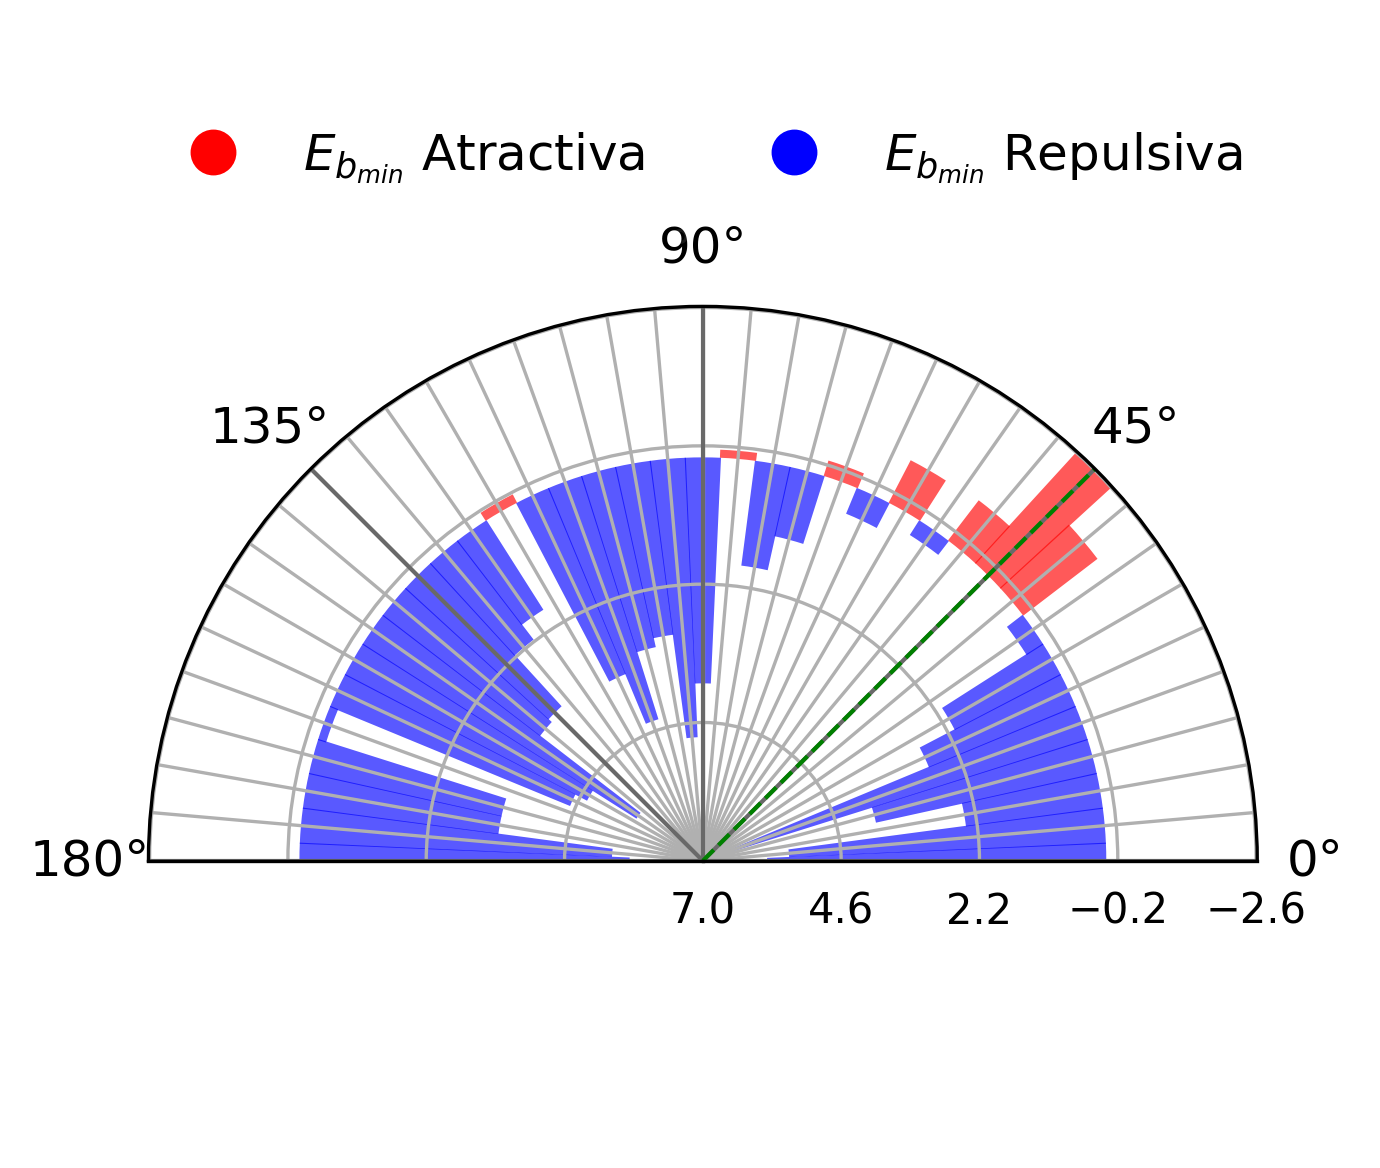 E_{b_{min}} Atractiva E_{b_{min}} Repulsiva
90°
135° 45°
180° 0°
7.0 4.6 2.2 −0.2 −2.6